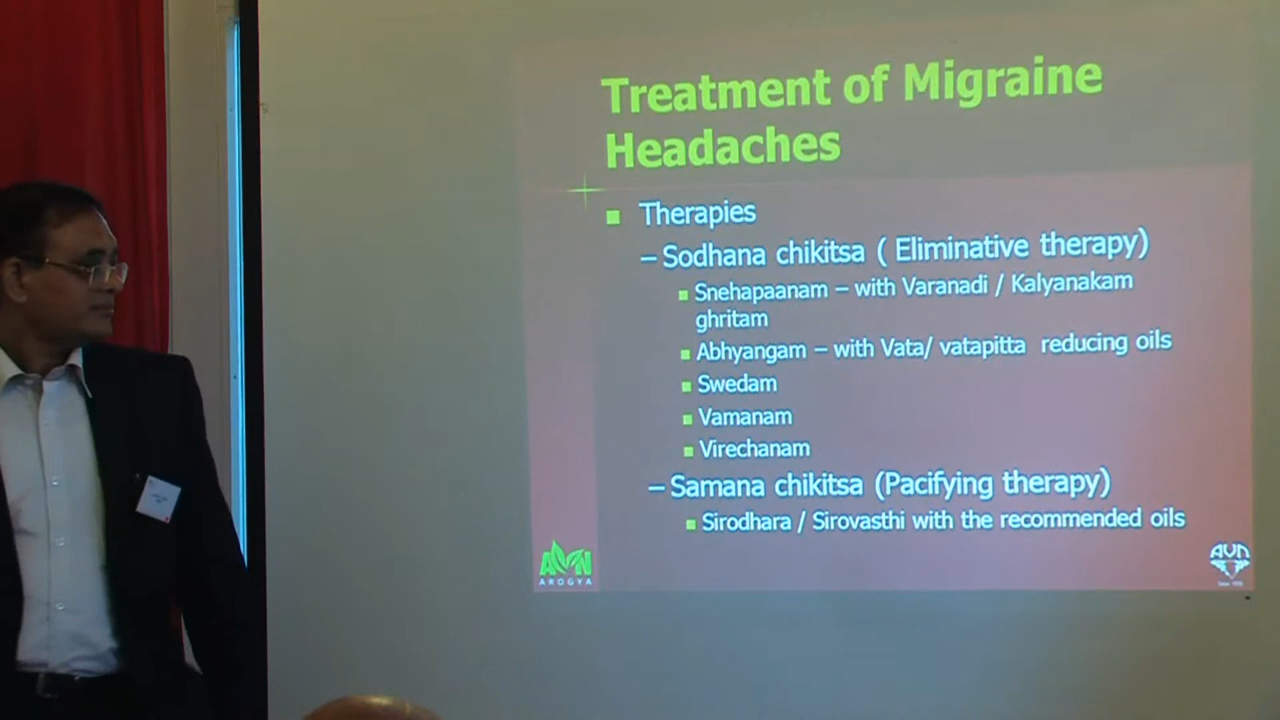 Treatment of Migraine
Headaches
Therapies
– Sodhana chikitsa ( Eliminative therapy)
Snehapaanam – with Varanadi / Kalyanakam
ghritam
Abhyangam – with Vata/ vatapitta reducing oils
Swedam
Vamanam
Virechanam
– Samana chikitsa (Pacifying therapy)
Sirodhara / Sirovasthi with the recommended oils
AVN
AROGYA
AVN